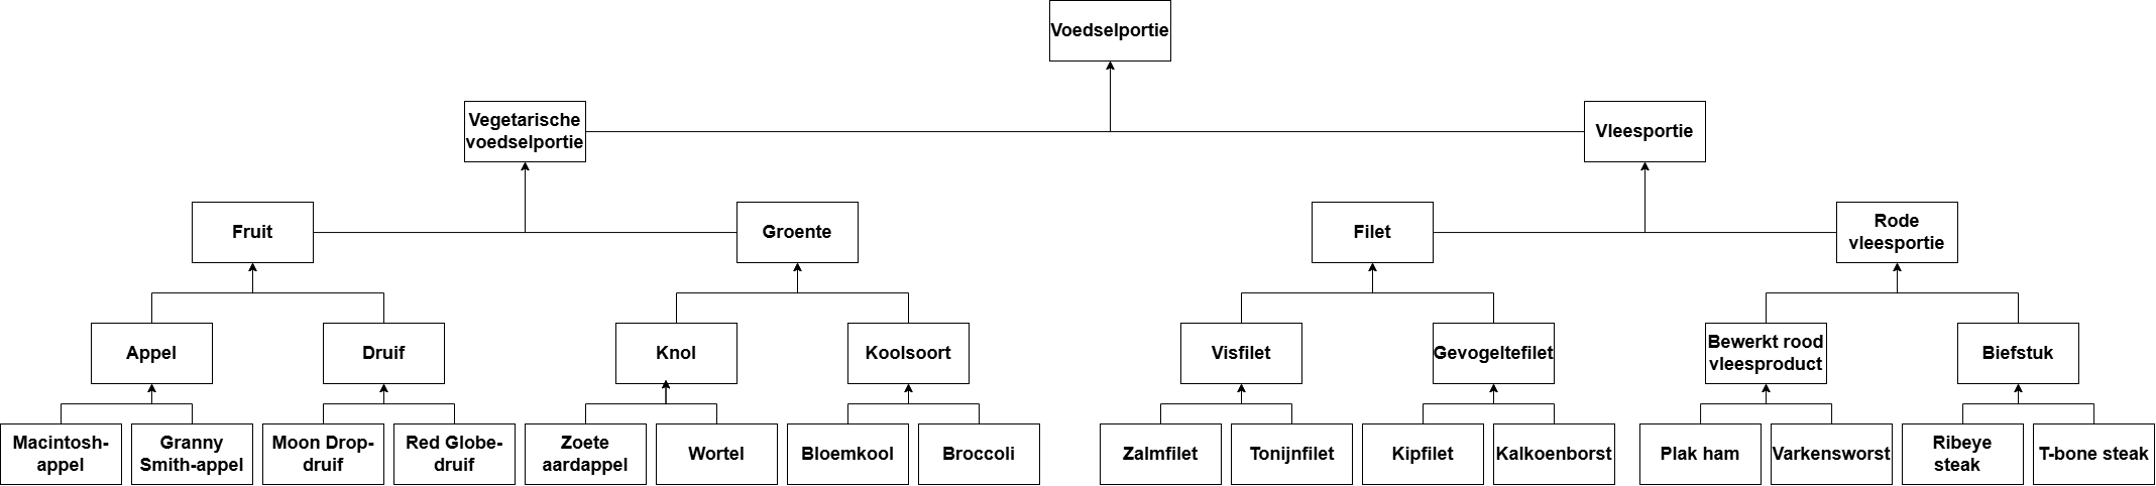 Voedselportie
Vegetarische
voedselportie
Vleesportie
Fruit
Groente
Filet
Rode
vleesportie
Appel
Druif
Knol
Koolsoort
Visfilet
Gevogeltefilet
Bewerkt rood
vleesproduct
Biefstuk
Macintosh-
appel
Granny
Smith-appel
Moon Drop-
druif
Red Globe-
druif
Zoete
aardappel
Wortel
Bloemkool
Broccoli
Zalmfilet
Tonijnfilet
Kipfilet
Kalkoenborst
Plak ham
Varkensworst
Ribeye
steak
T-bone steak